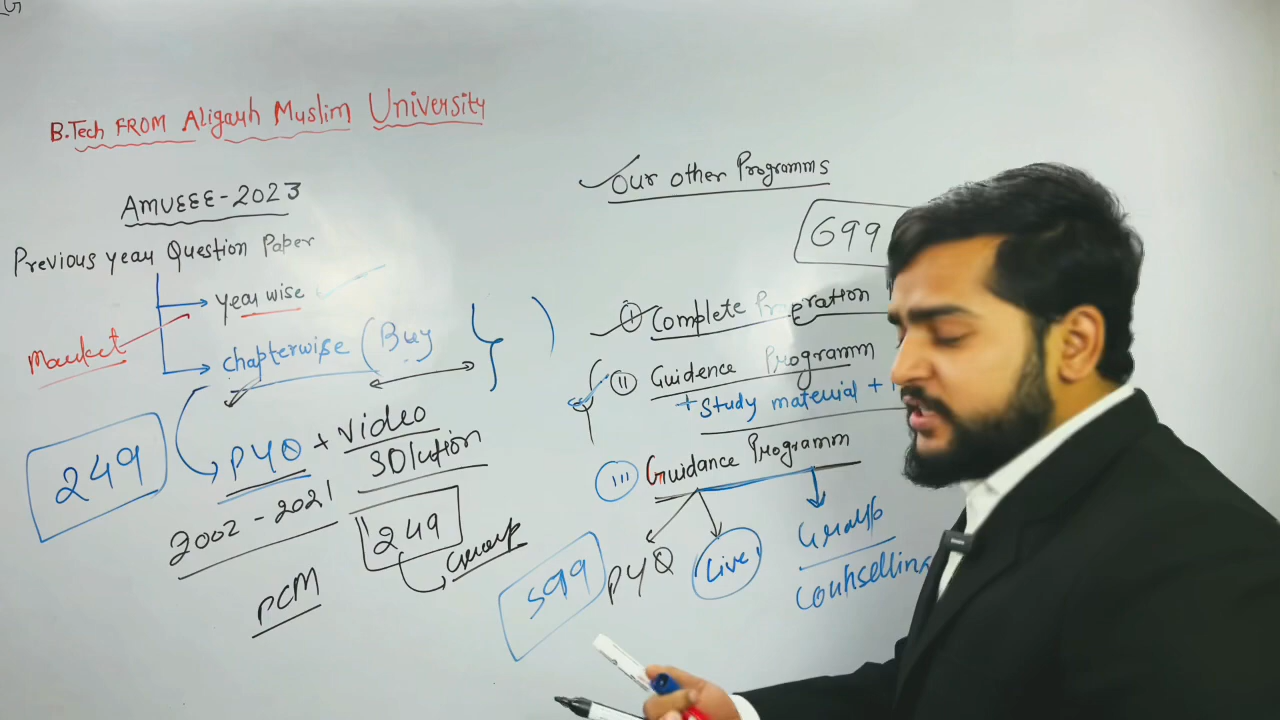 B.Tech FROM Aligarh Muslim University
AMUEEE-2023
Previous year Question Paper
year wise
Market
chapterwise (Buy
249
PYQ + video
Solution
2002 - 2021
249
Group
PCM
Our other Programms
699
(I) Complete Preparation
(II) Guidence Programm
+ Study material +
(III) Guidance Programm
599
PYQ
Live
Group
Counselling